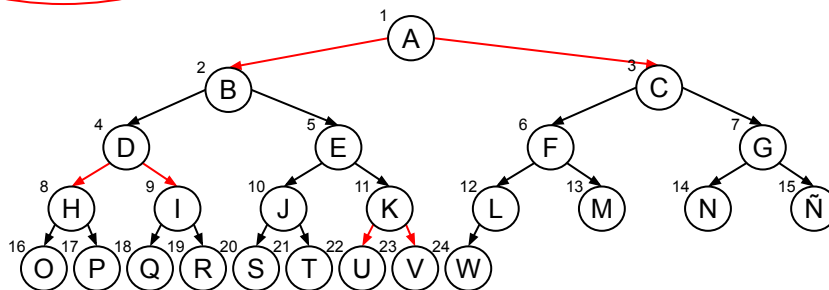 1 A
2 B 3 C
4 D 5 E 6 F 7 G
8 H 9 I 10 J 11 K 12 L 13 M 14 N 15 Ñ
16 O 17 P 18 Q 19 R 20 S 21 T 22 U 23 V 24 W